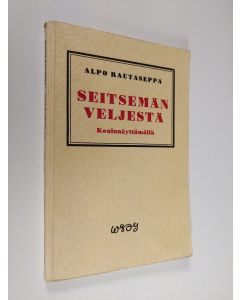 ALPO RAUTASEPPA
SEITSEMÄN
VELJESTÄ
Koulunäyttämöllä
wsoy